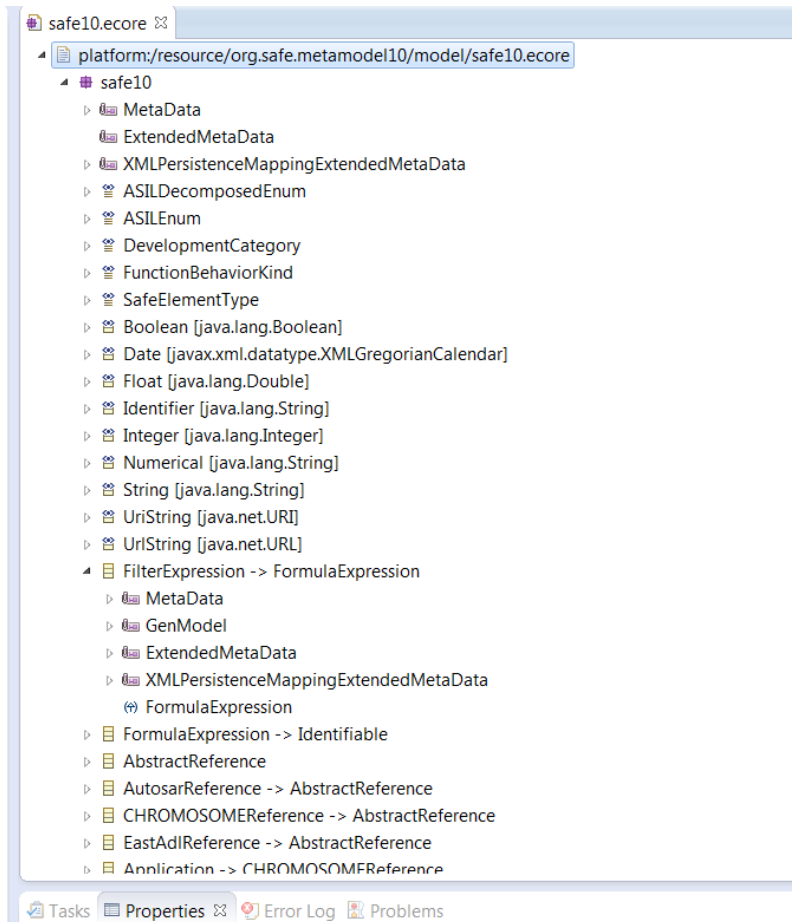 safe10.ecore
platform:/resource/org.safe.metamodel10/model/safe10.ecore
safe10
MetaData
ExtendedMetaData
XMLPersistenceMappingExtendedMetaData
ASILDecomposedEnum
ASILEnum
DevelopmentCategory
FunctionBehaviorKind
SafeElementType
Boolean [java.lang.Boolean]
Date [javax.xml.datatype.XMLGregorianCalendar]
Float [java.lang.Double]
Identifier [java.lang.String]
Integer [java.lang.Integer]
Numerical [java.lang.String]
String [java.lang.String]
UriString [java.net.URI]
UrlString [java.net.URL]
FilterExpression -> FormulaExpression
MetaData
GenModel
ExtendedMetaData
XMLPersistenceMappingExtendedMetaData
FormulaExpression
FormulaExpression -> Identifiable
AbstractReference
AutosarReference -> AbstractReference
CHROMOSOMEReference -> AbstractReference
EastAdlReference -> AbstractReference
Application -> CHROMOSOMEReference
Tasks Properties Error Log Problems